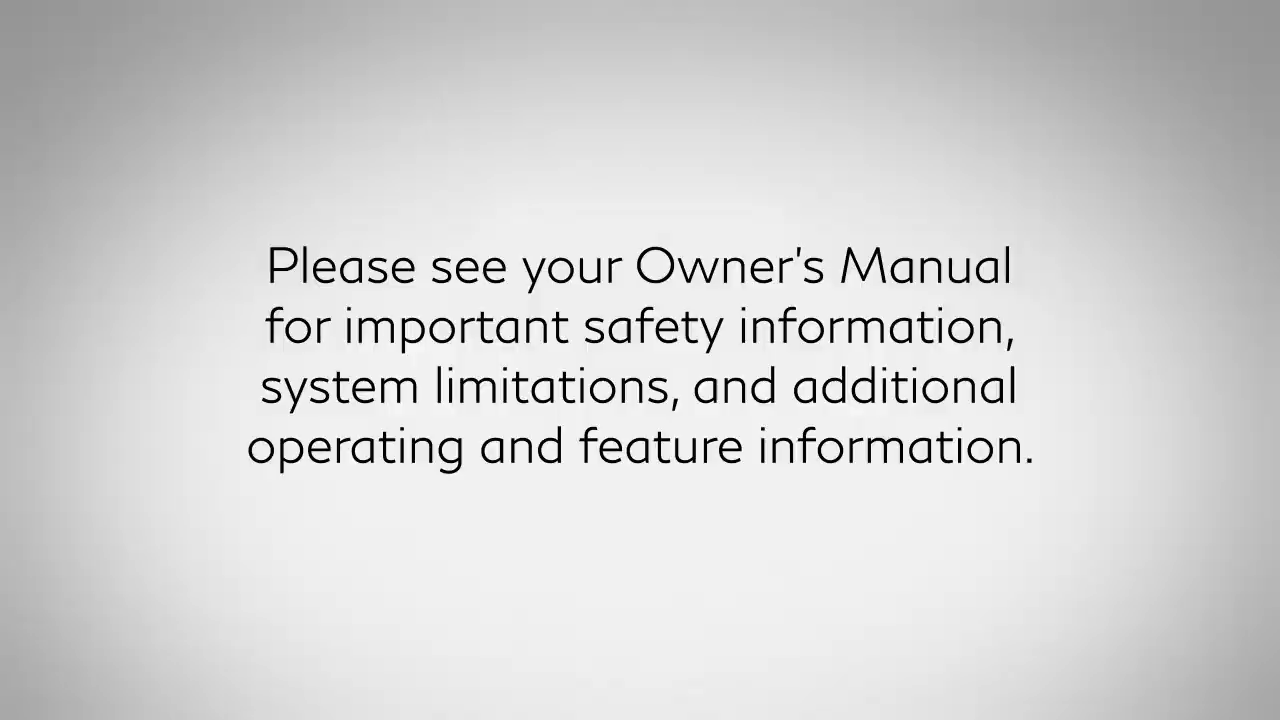 Please see your Owner's Manual
for important safety information,
system limitations, and additional
operating and feature information.